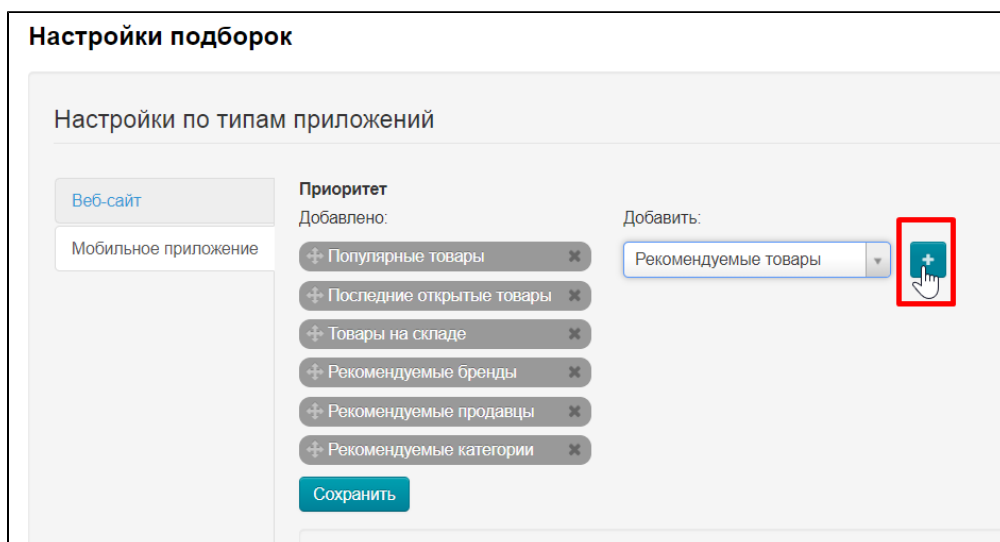 Настройки подборок
Настройки по типам приложений
Веб-сайт
Мобильное приложение
Приоритет
Добавлено:
Популярные товары
Последние открытые товары
Товары на складе
Рекомендуемые бренды
Рекомендуемые продавцы
Рекомендуемые категории
Сохранить
Добавить:
Рекомендуемые товары